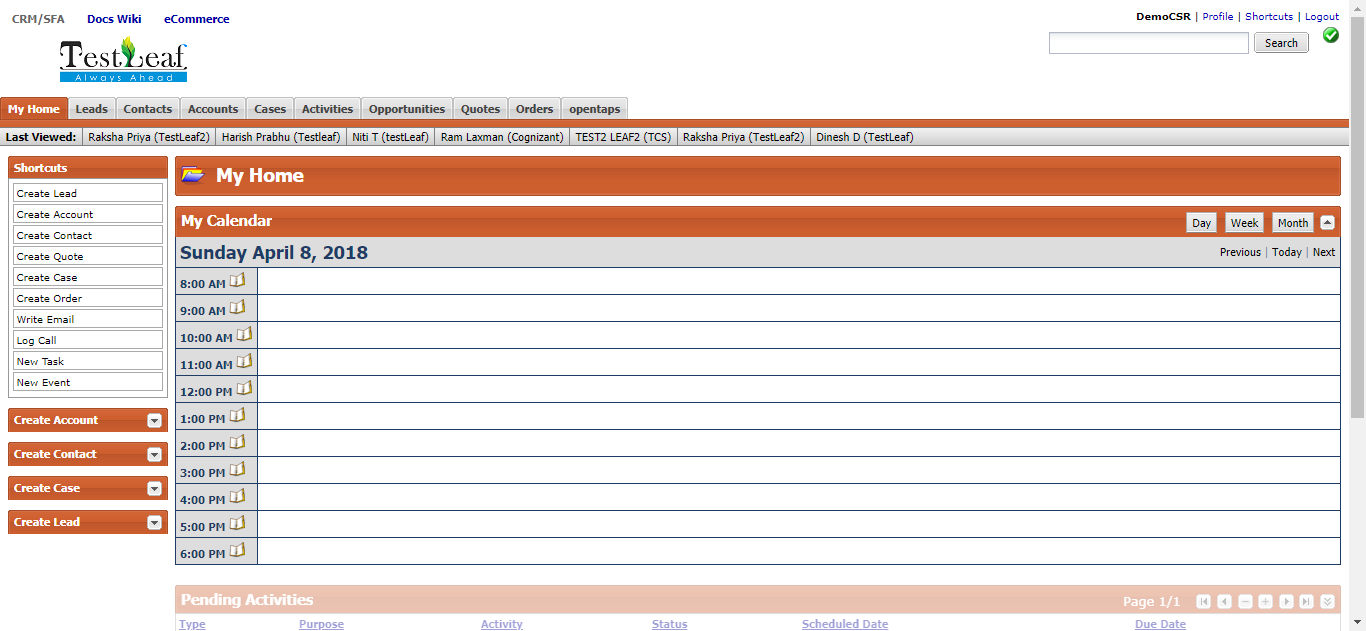 CRM/SFA Docs Wiki eCommerce
DemoCSR | Profile | Shortcuts | Logout
Search
TestLeaf
Always Ahead
My Home Leads Contacts Accounts Cases Activities Opportunities Quotes Orders opentaps
Last Viewed: Raksha Priya (TestLeaf2) Harish Prabhu (Testleaf) Niti T (testLeaf) Ram Laxman (Cognizant) TEST2 LEAF2 (TCS) Raksha Priya (TestLeaf2) Dinesh D (TestLeaf)
Shortcuts
Create Lead
Create Account
Create Contact
Create Quote
Create Case
Create Order
Write Email
Log Call
New Task
New Event
Create Account
Create Contact
Create Case
Create Lead
My Home
My Calendar
Day Week Month
Sunday April 8, 2018
Previous | Today | Next
8:00 AM
9:00 AM
10:00 AM
11:00 AM
12:00 PM
1:00 PM
2:00 PM
3:00 PM
4:00 PM
5:00 PM
6:00 PM
Pending Activities
Page 1/1
Type Purpose Activity Status Scheduled Date Due Date